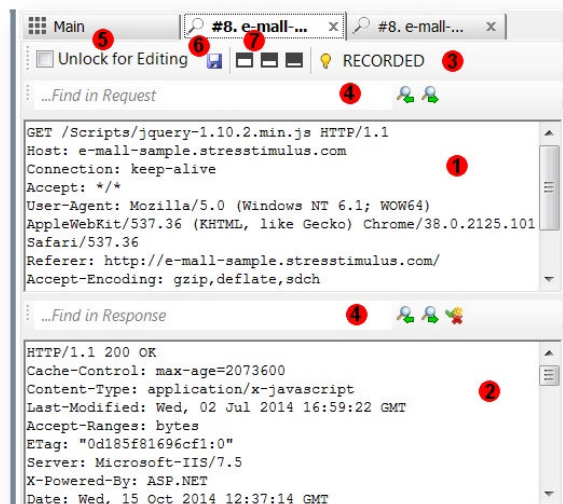 Main
#8. e-mall-... x
#8. e-mall-... x
5
6
7
Unlock for Editing
RECORDED
3
...Find in Request
4
GET /Scripts/jquery-1.10.2.min.js HTTP/1.1
Host: e-mall-sample.stresstimulus.com
Connection: keep-alive
1
Accept: */*
User-Agent: Mozilla/5.0 (Windows NT 6.1; WOW64)
AppleWebKit/537.36 (KHTML, like Gecko) Chrome/38.0.2125.101
Safari/537.36
Referer: http://e-mall-sample.stresstimulus.com/
Accept-Encoding: gzip,deflate,sdch
...Find in Response
4
HTTP/1.1 200 OK
Cache-Control: max-age=2073600
Content-Type: application/x-javascript
2
Last-Modified: Wed, 02 Jul 2014 16:59:22 GMT
Accept-Ranges: bytes
ETag: "0d185f81696cf1:0"
Server: Microsoft-IIS/7.5
X-Powered-By: ASP.NET
Date: Wed, 15 Oct 2014 12:37:14 GMT